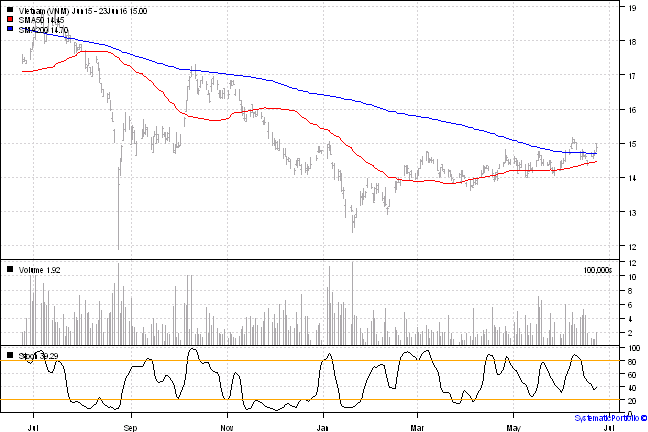 Vietnam (VNM) Jun 15 - 23Jun16 15.00
SMA50 14.45
SMA200 14.70
19
18
17
16
15
14
13
12
Volume 1.92
100,000s
12
10
8
6
4
2
Stoch 39.29
100
80
60
40
20
0
Jul
Sep
Nov
Jan
Mar
May
Jul
SystematicPortfolio ©